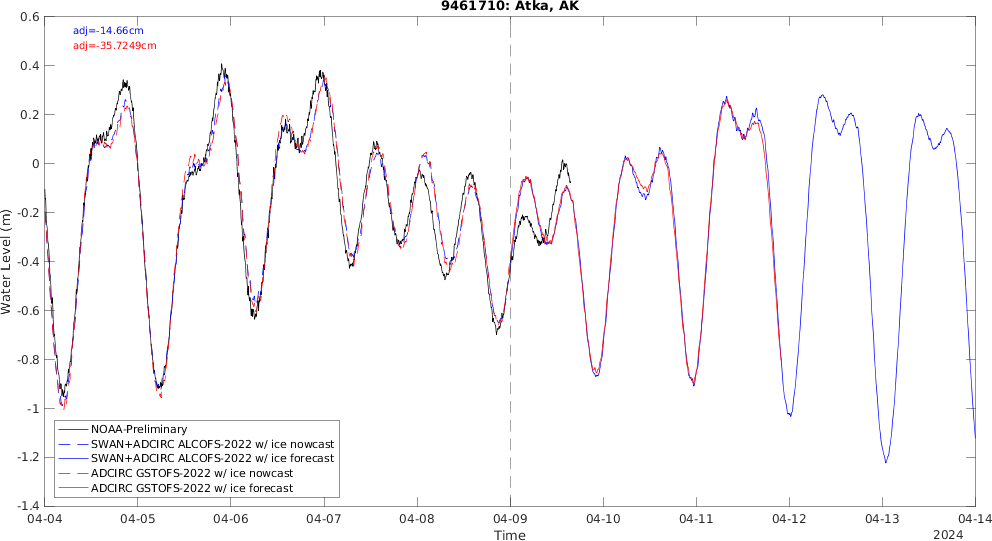 9461710: Atka, AK
adj=-14.66cm
adj=-35.7249cm
0.6
0.4
0.2
0
-0.2
-0.4
-0.6
-0.8
-1
-1.2
-1.4
Water Level (m)
NOAA-Preliminary
SWAN+ADCIRC ALCOFS-2022 w/ ice nowcast
SWAN+ADCIRC ALCOFS-2022 w/ ice forecast
ADCIRC GSTOFS-2022 w/ ice nowcast
ADCIRC GSTOFS-2022 w/ ice forecast
04-04 04-05 04-06 04-07 04-08 04-09 04-10 04-11 04-12 04-13 04-14
Time
2024